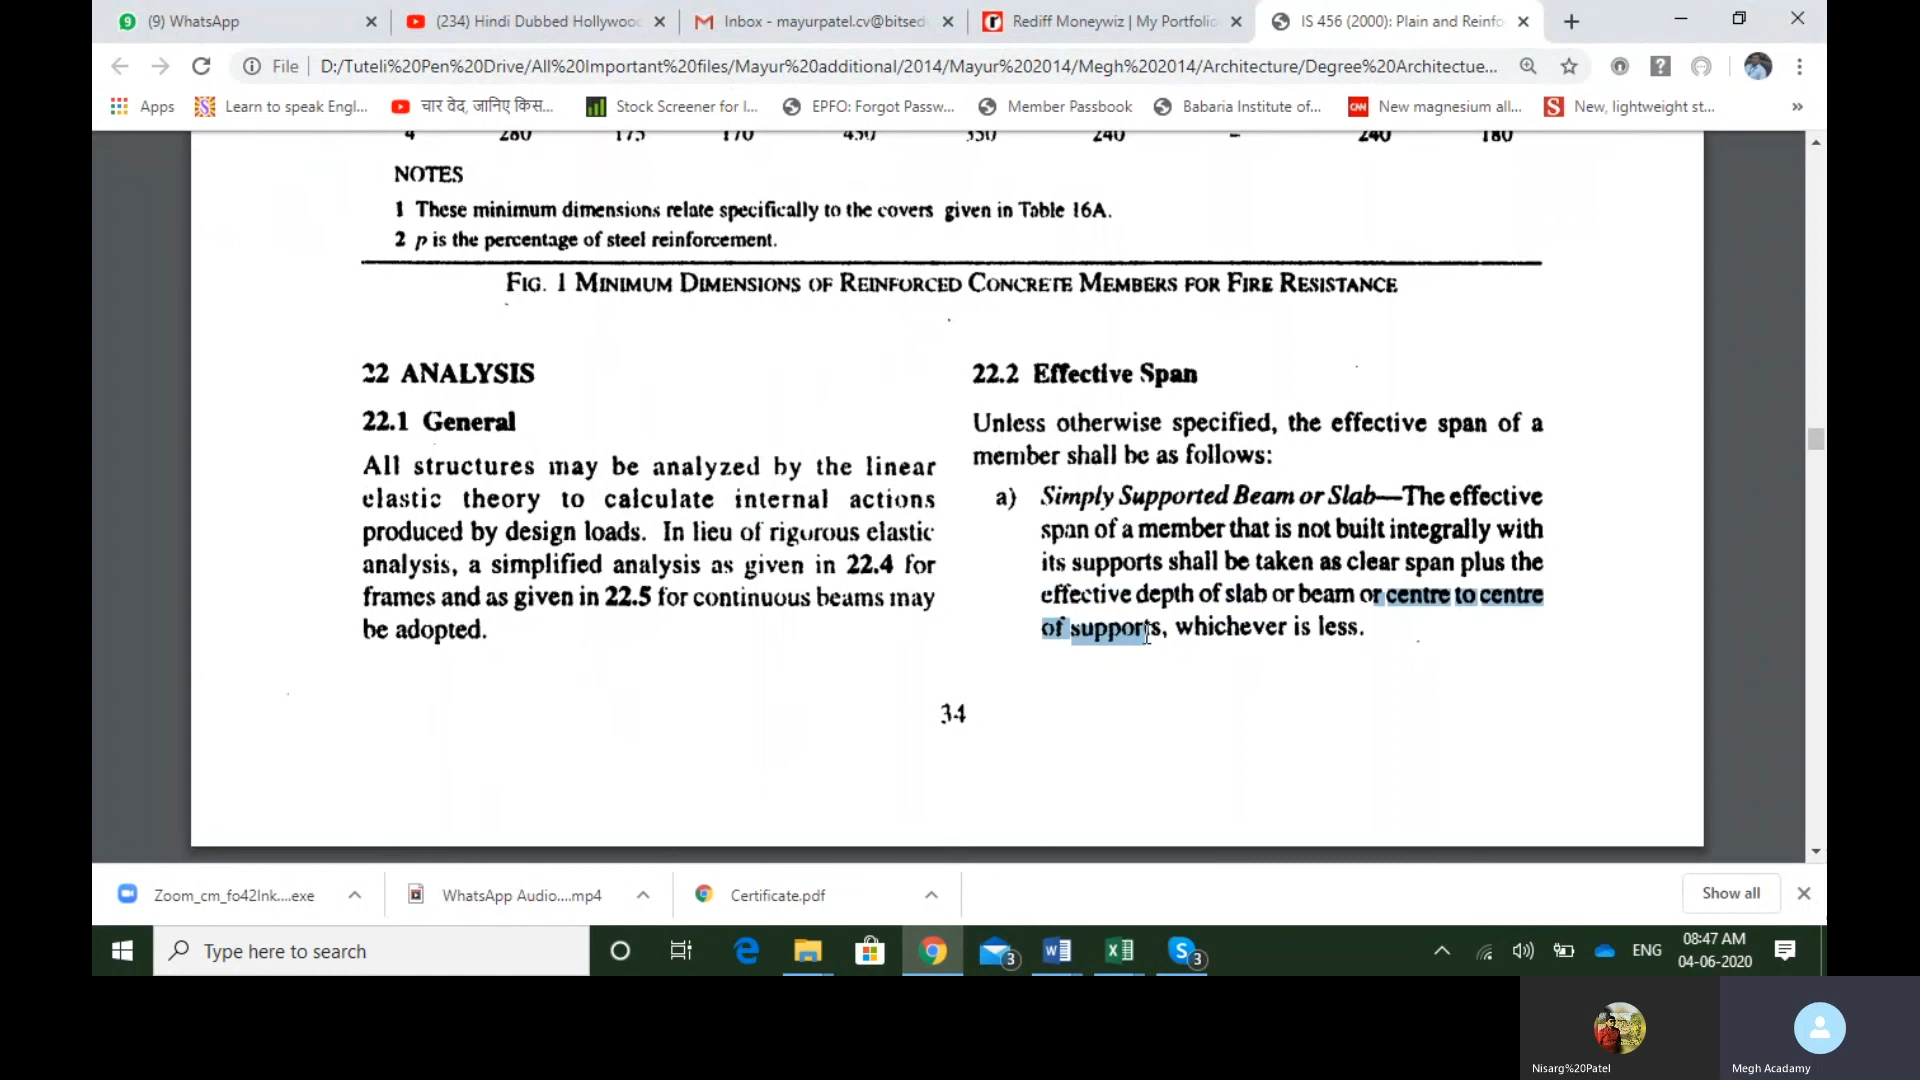 (9) WhatsApp
(234) Hindi Dubbed Hollywoo
Inbox - mayurpatel.cv@bitsed
Rediff Moneywiz | My Portfolio
IS 456 (2000): Plain and Reinfo
File | D:/Tuteli%20Pen%20Drive/All%20Important%20files/Mayur%20additional/2014/Mayur%202014/Megh%202014/Architecture/Degree%20Architectue...
Apps
Learn to speak Engl...
चार वेद, जानिए किस...
Stock Screener for I...
EPFO: Forgot Passw...
Member Passbook
Babaria Institute of...
New magnesium all...
New, lightweight st...
4 280 175 170 450 350 240 – 240 180
NOTES
1 These minimum dimensions relate specifically to the covers given in Table 16A.
2 p is the percentage of steel reinforcement.
FIG. 1 MINIMUM DIMENSIONS OF REINFORCED CONCRETE MEMBERS FOR FIRE RESISTANCE
22 ANALYSIS
22.1 General
All structures may be analyzed by the linear
elastic theory to calculate internal actions
produced by design loads. In lieu of rigorous elastic
analysis, a simplified analysis as given in 22.4 for
frames and as given in 22.5 for continuous beams may
be adopted.
22.2 Effective Span
Unless otherwise specified, the effective span of a
member shall be as follows:
a) Simply Supported Beam or Slab—The effective
span of a member that is not built integrally with
its supports shall be taken as clear span plus the
effective depth of slab or beam or centre to centre
of supports, whichever is less.
34
Zoom_cm_fo42lnk....exe
WhatsApp Audio....mp4
Certificate.pdf
Show all
Type here to search
3
3
ENG
08:47 AM
04-06-2020
Nisarg%20Patel
Megh Acadamy